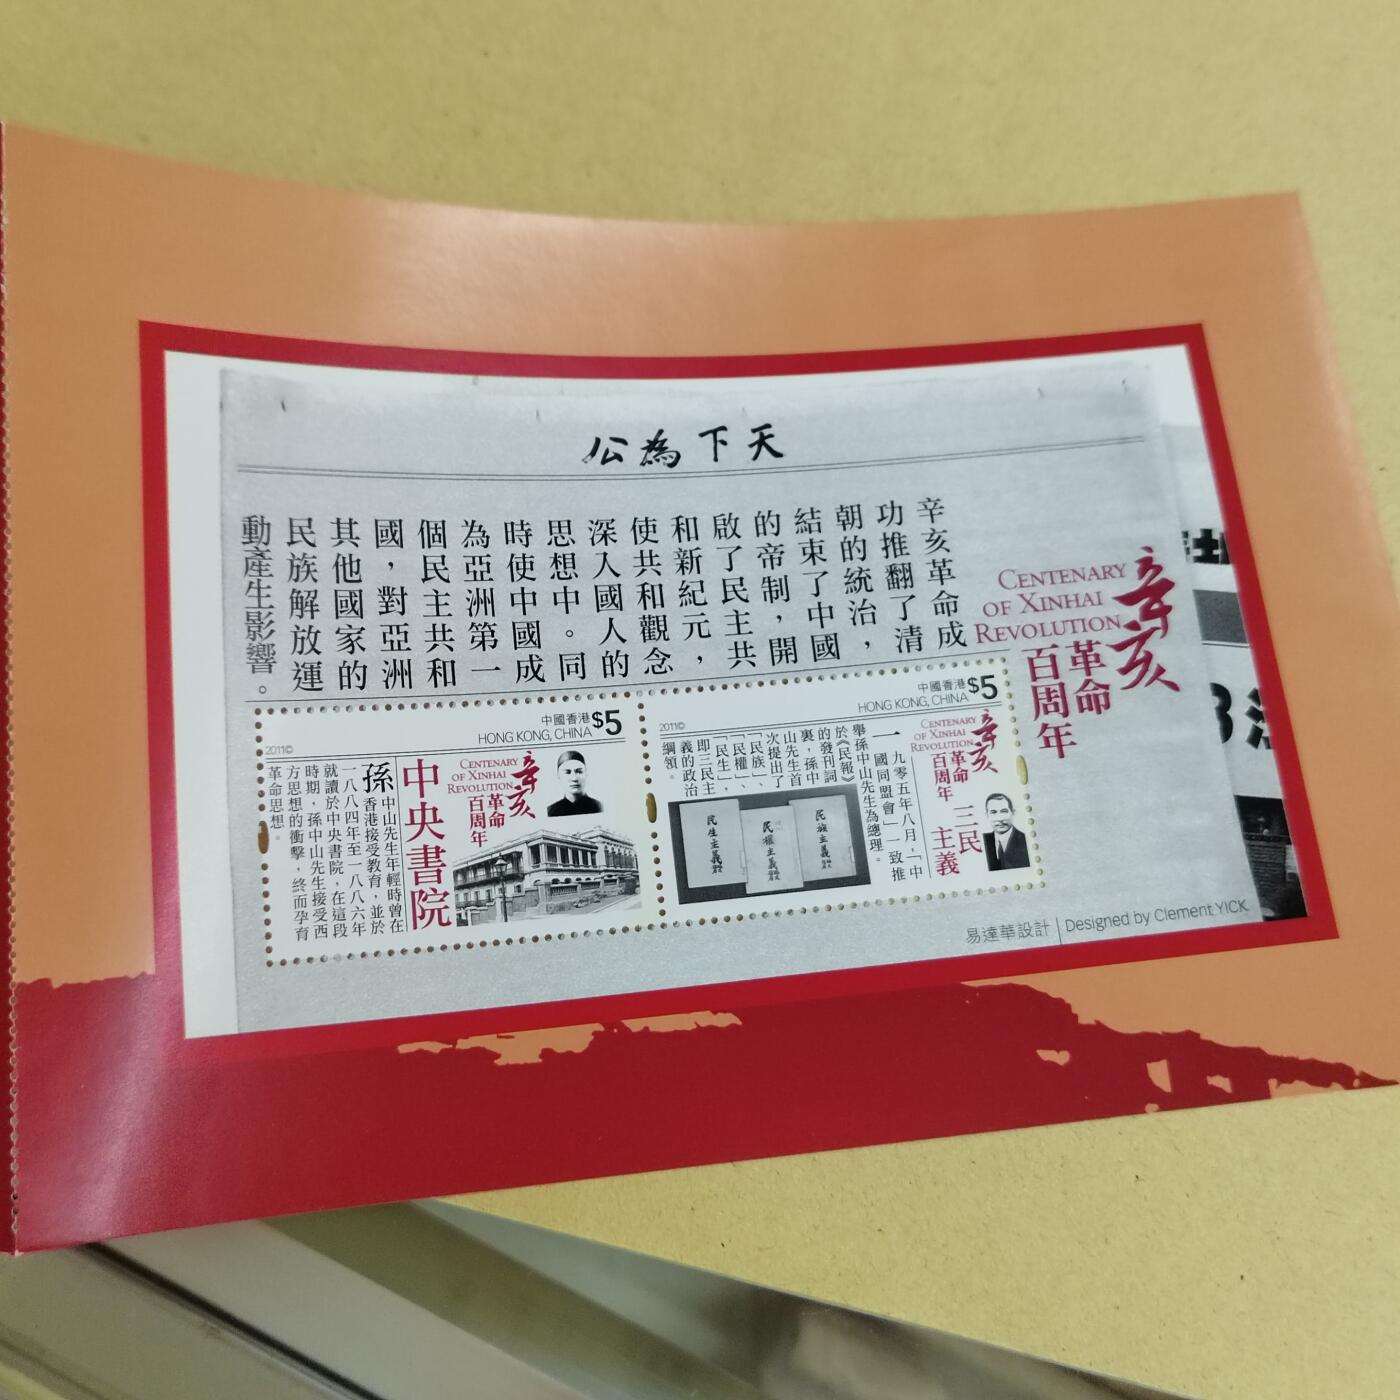 天下為公
辛亥革命成
功推翻了清
朝的統治，
結束了中國
的帝制，開
啟了民主共
和新紀元，
使共和觀念
深入國人的
思想中。同
時使中國成
為亞洲第一
個民主共和
國，對亞洲
其他國家的
民族解放運
動產生影響。
CENTENARY
OF XINHAI
REVOLUTION
辛亥
革命
百周年
中國香港
HONG KONG, CHINA
$5
2011©
CENTENARY
OF XINHAI
REVOLUTION
辛亥
革命
百周年
中央書院
孫中山先生年輕時曾在
香港接受教育，並於
一八八四年至一八八六年
就讀於中央書院，在這段
時期，孫中山先生接受西
方思想的衝擊，終而孕育
革命思想。
中國香港
HONG KONG, CHINA
$5
2011©
CENTENARY
OF XINHAI
REVOLUTION
辛亥
革命
百周年
三民
主義
一九零五年八月，「中
國同盟會」一致推
舉孫中山先生為總理。
於《民報》
的發刊詞
裏，孫中
山先生首
次提出了
「民族」、
「民權」、
「民生」，
即三民主
義的政治
綱領。
民族主義
民權主義
民生主義
易達華設計
Designed by Clement YICK